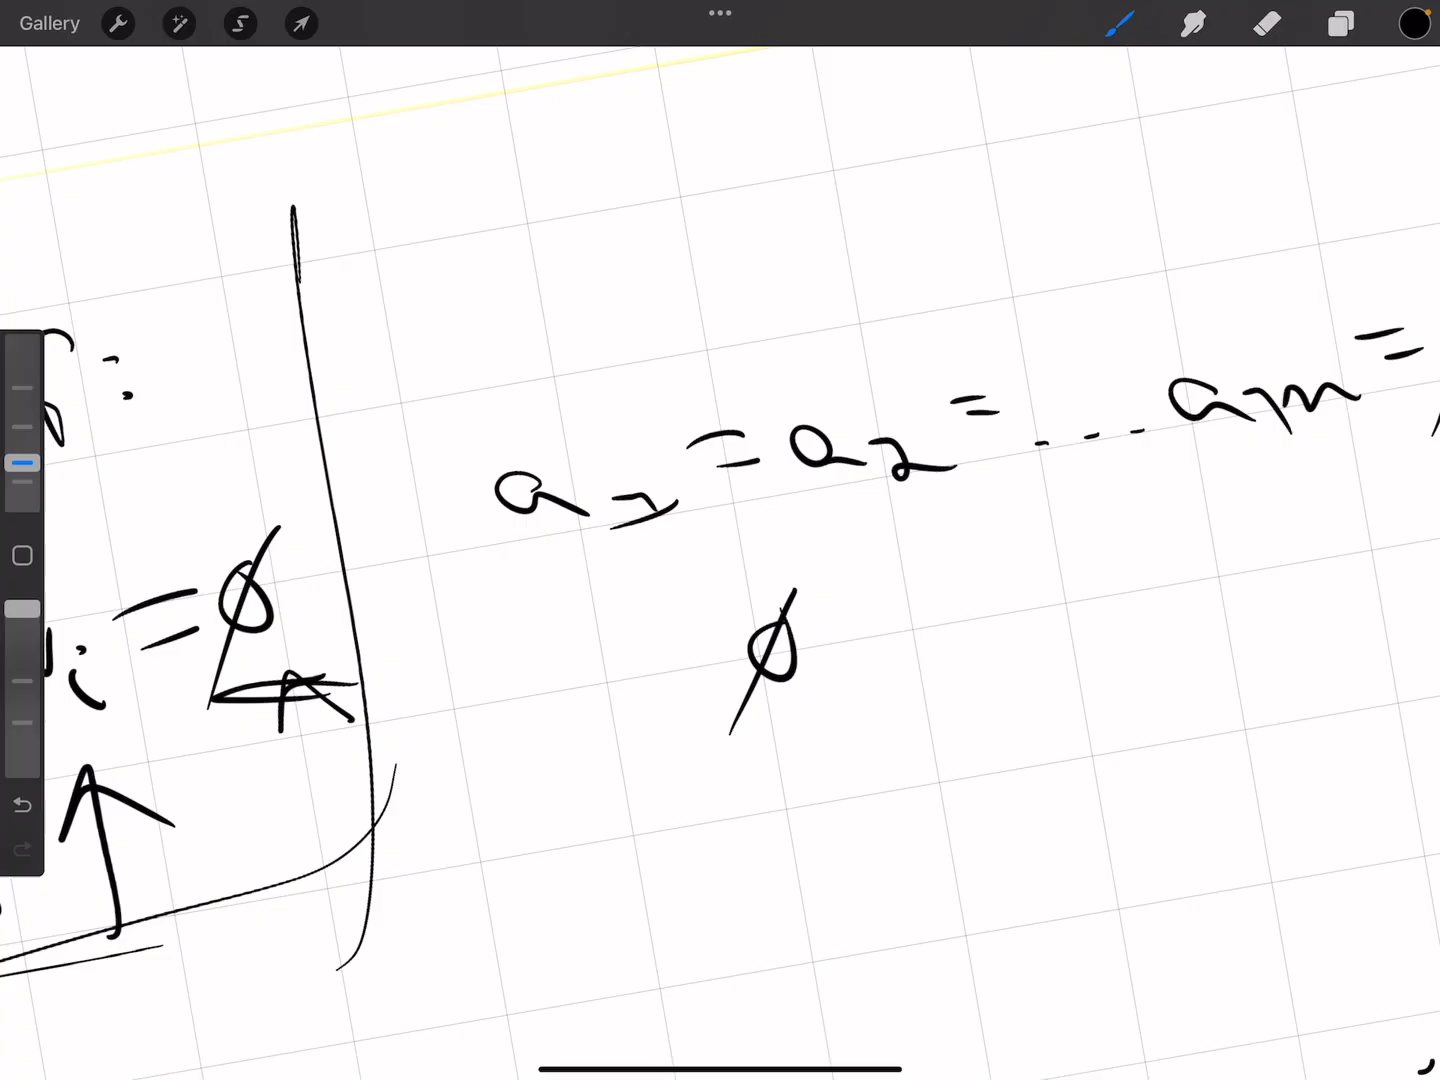 Gallery
a₁ = a₂ = .... am =
i = ϕ
ϕ